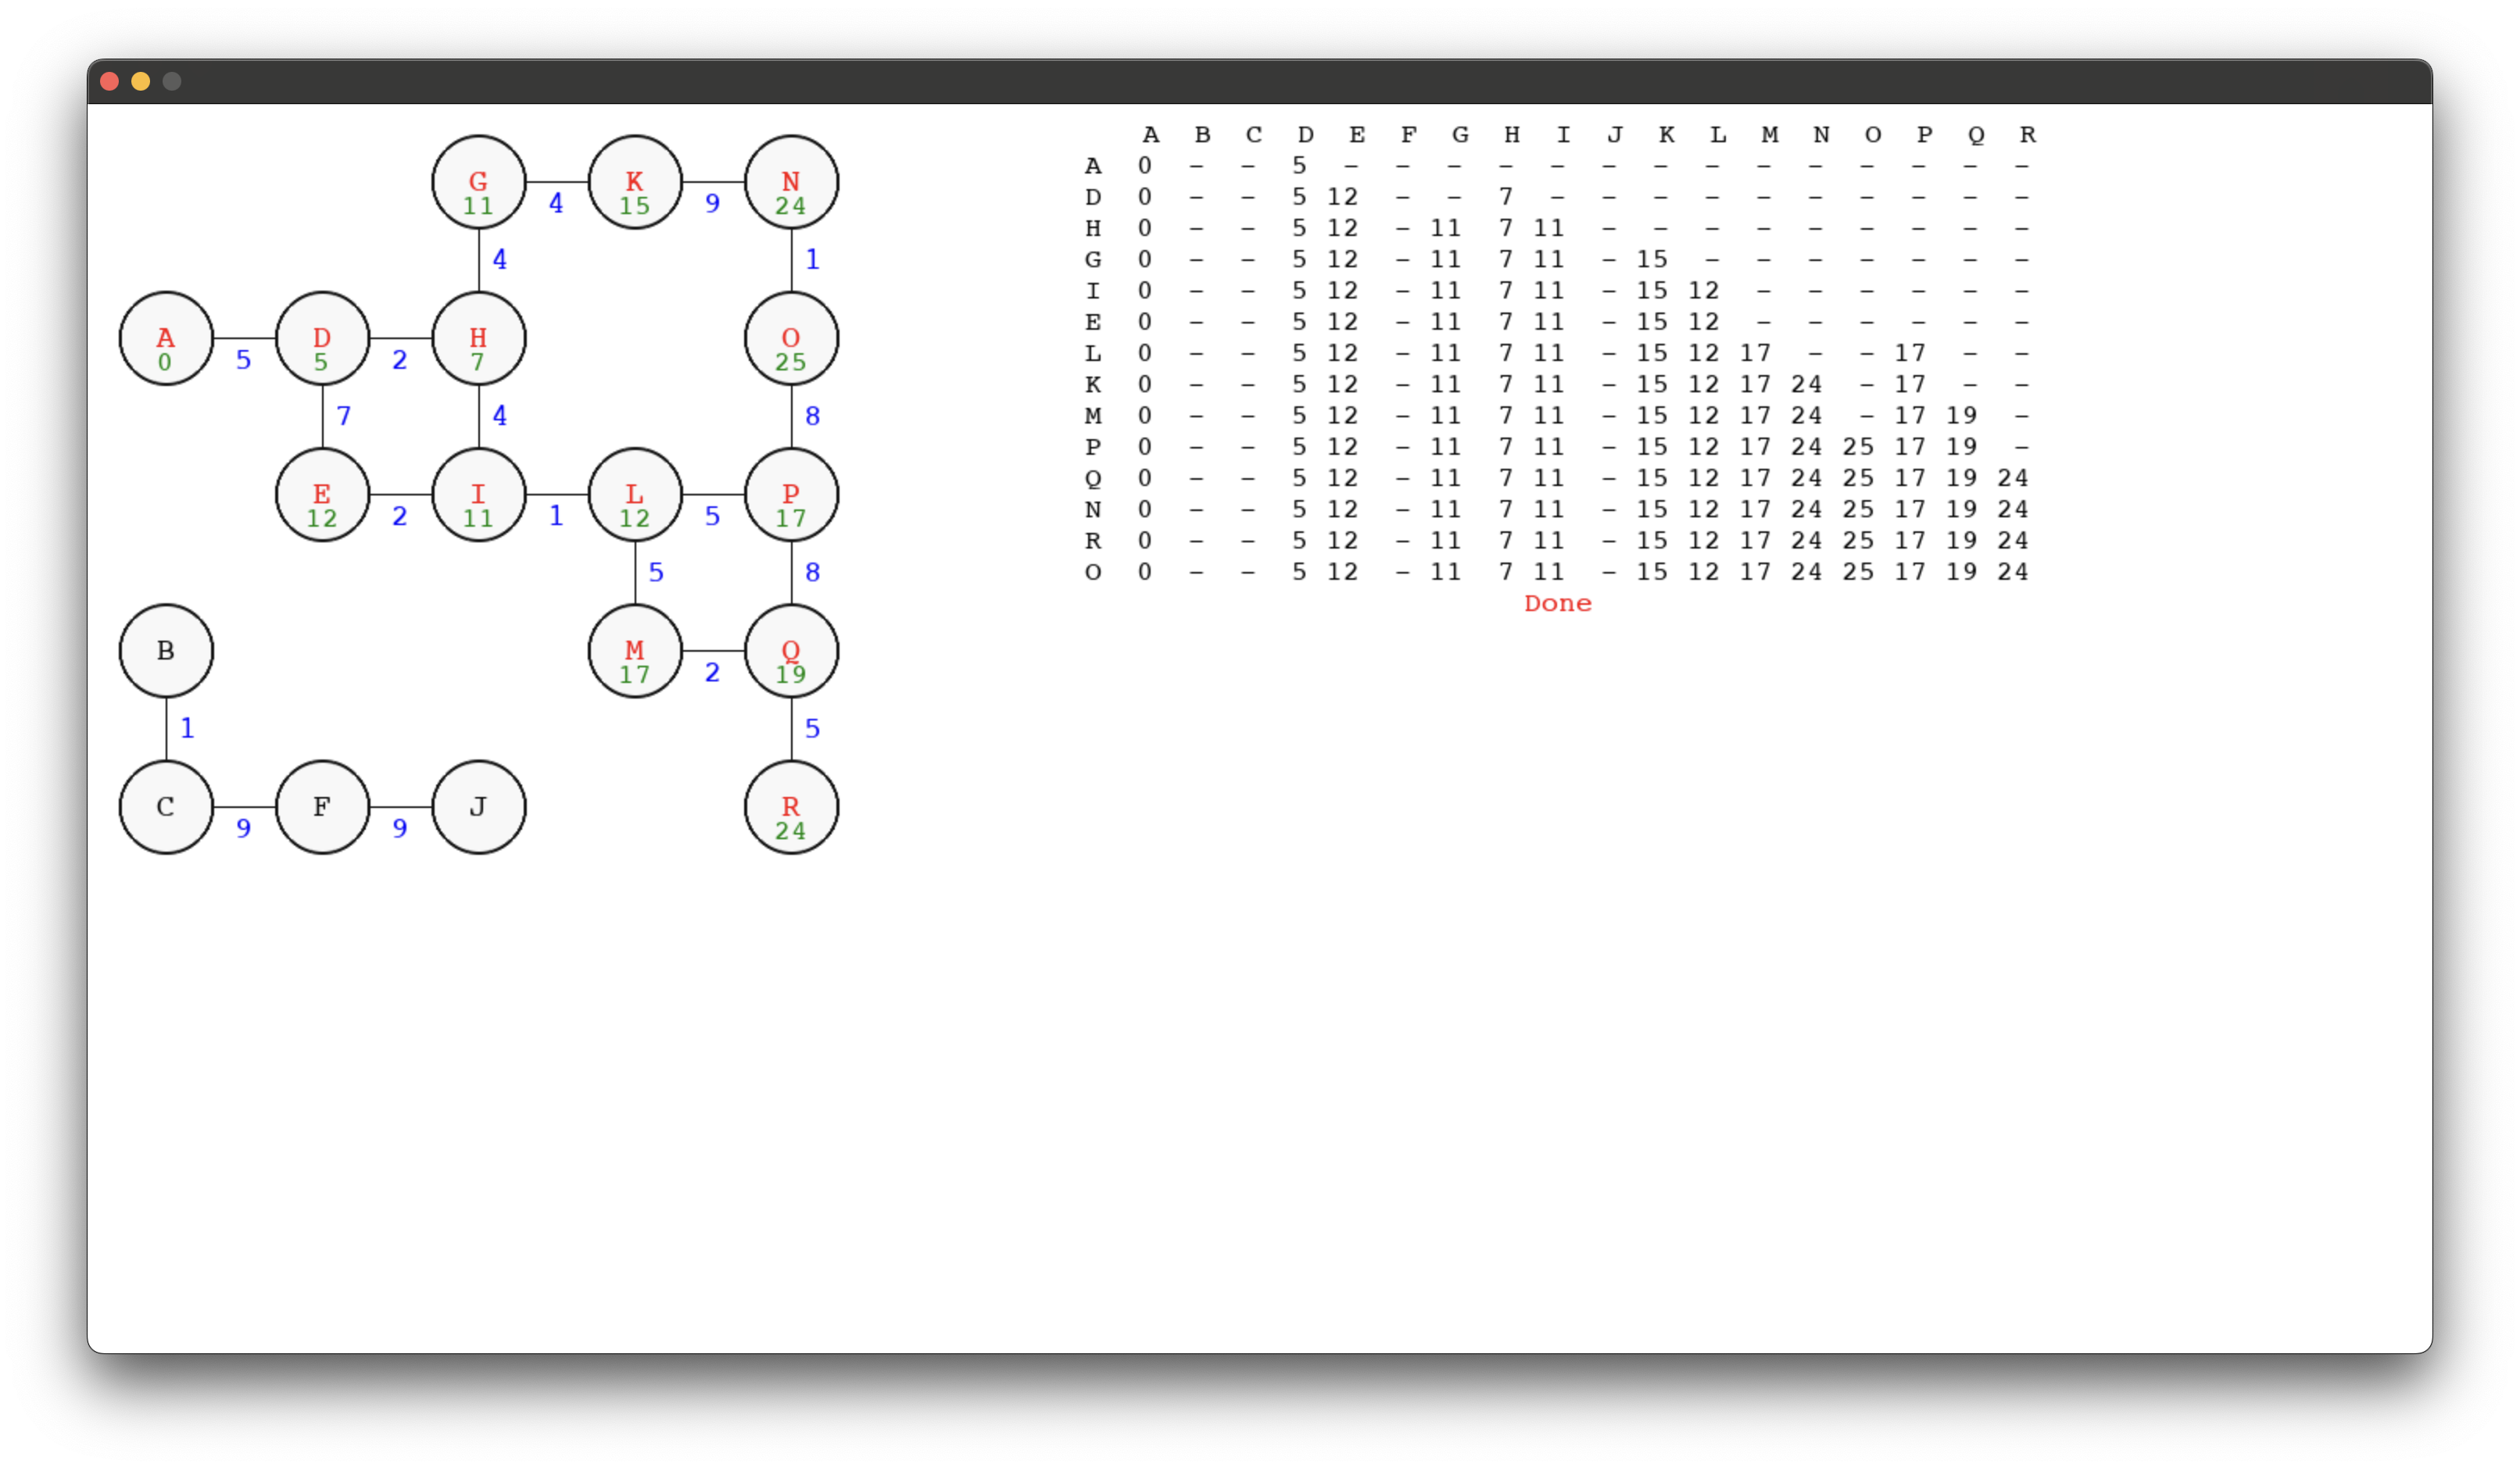 G K N
11 4 15 9 24
4 1
A D H O
0 5 5 2 7 25
7 4 8
E I L P
12 2 11 1 12 5 17
5 8
B M Q
17 2 19
1 5
C F J R
9 9 24
A B C D E F G H I J K L M N O P Q R
A 0 – – 5 – – – – – – – – – – – – – –
D 0 – – 5 12 – – 7 – – – – – – – – – –
H 0 – – 5 12 – 11 7 11 – – – – – – – – –
G 0 – – 5 12 – 11 7 11 – 15 – – – – – – –
I 0 – – 5 12 – 11 7 11 – 15 12 – – – – – –
E 0 – – 5 12 – 11 7 11 – 15 12 – – – – – –
L 0 – – 5 12 – 11 7 11 – 15 12 17 – – 17 – –
K 0 – – 5 12 – 11 7 11 – 15 12 17 24 – 17 – –
M 0 – – 5 12 – 11 7 11 – 15 12 17 24 – 17 19 –
P 0 – – 5 12 – 11 7 11 – 15 12 17 24 25 17 19 –
Q 0 – – 5 12 – 11 7 11 – 15 12 17 24 25 17 19 24
N 0 – – 5 12 – 11 7 11 – 15 12 17 24 25 17 19 24
R 0 – – 5 12 – 11 7 11 – 15 12 17 24 25 17 19 24
O 0 – – 5 12 – 11 7 11 – 15 12 17 24 25 17 19 24
Done